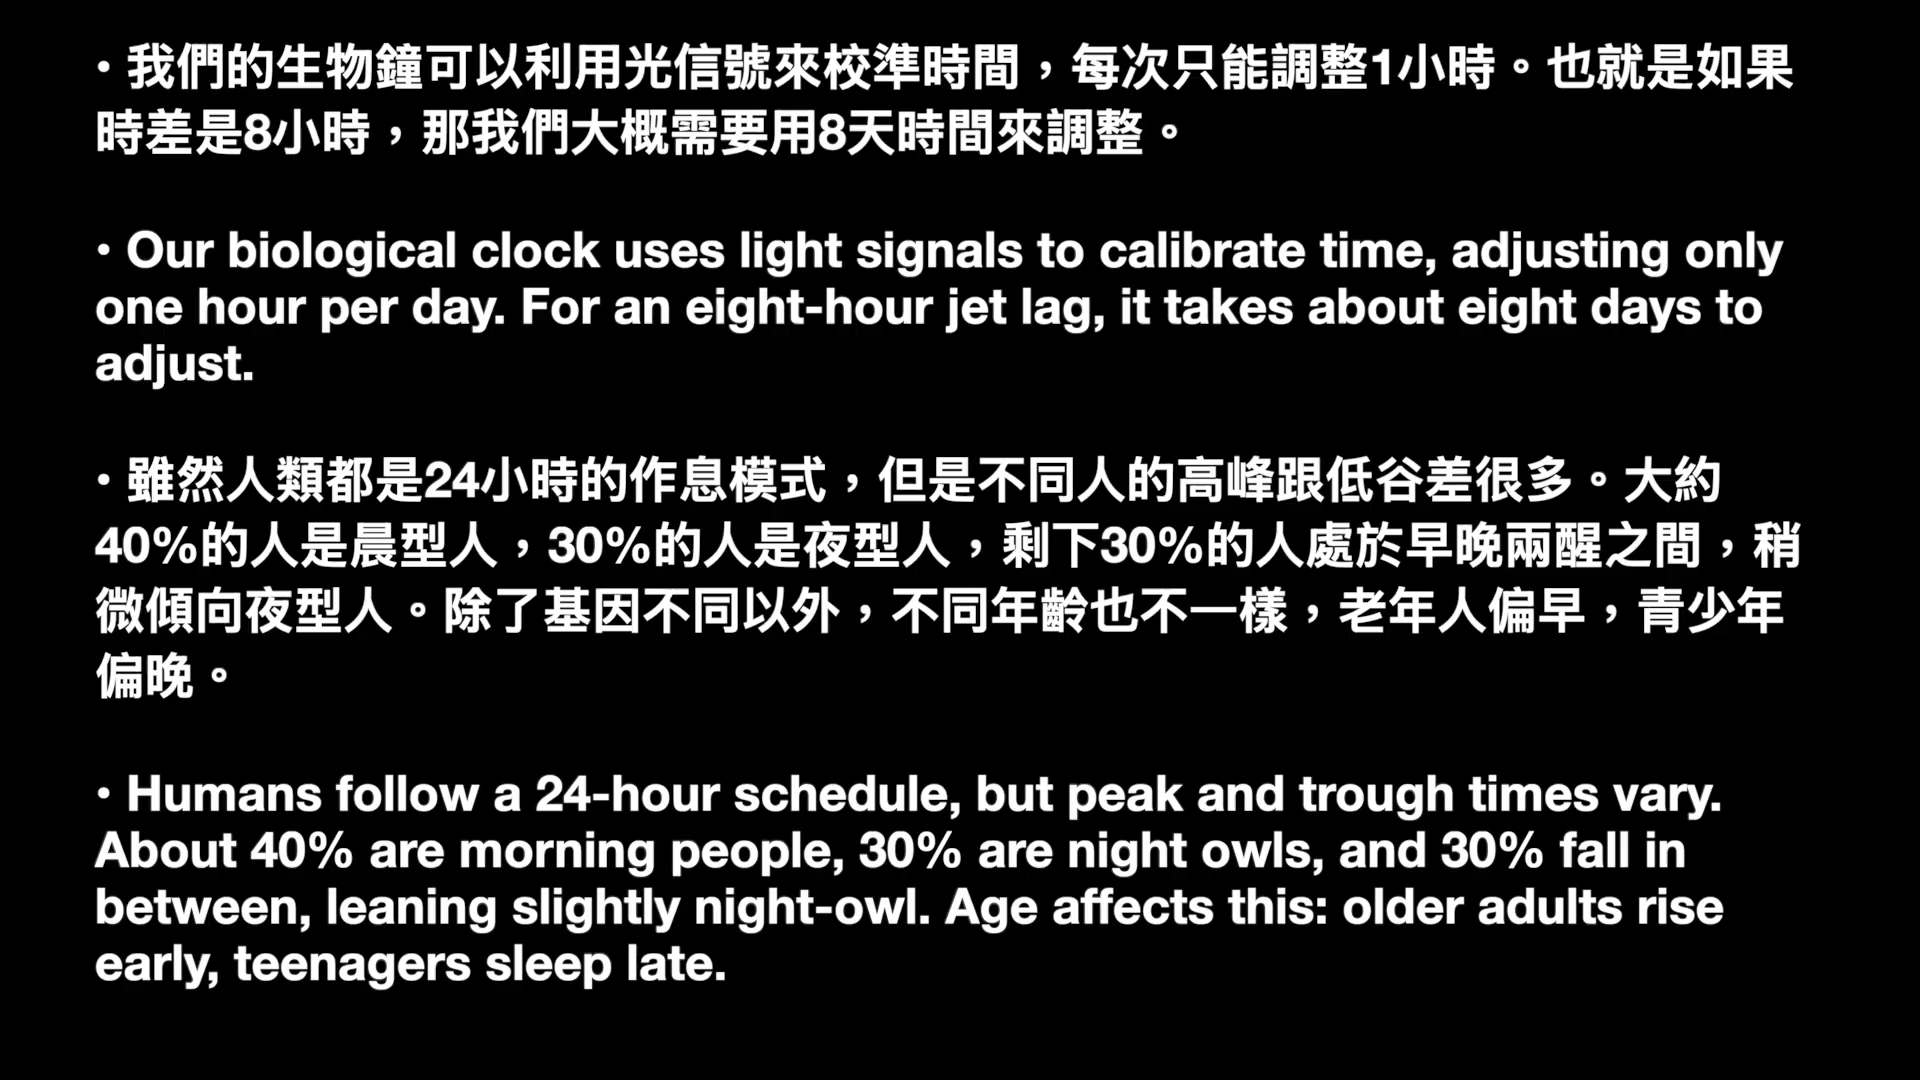 • 我們的生物鐘可以利用光信號來校準時間，每次只能調整1小時。也就是如果
時差是8小時，那我們大概需要用8天時間來調整。
• Our biological clock uses light signals to calibrate time, adjusting only
one hour per day. For an eight-hour jet lag, it takes about eight days to
adjust.
• 雖然人類都是24小時的作息模式，但是不同人的高峰跟低谷差很多。大約
40%的人是晨型人，30%的人是夜型人，剩下30%的人處於早晚兩醒之間，稍
微傾向夜型人。除了基因不同以外，不同年齡也不一樣，老年人偏早，青少年
偏晚。
• Humans follow a 24-hour schedule, but peak and trough times vary.
About 40% are morning people, 30% are night owls, and 30% fall in
between, leaning slightly night-owl. Age affects this: older adults rise
early, teenagers sleep late.